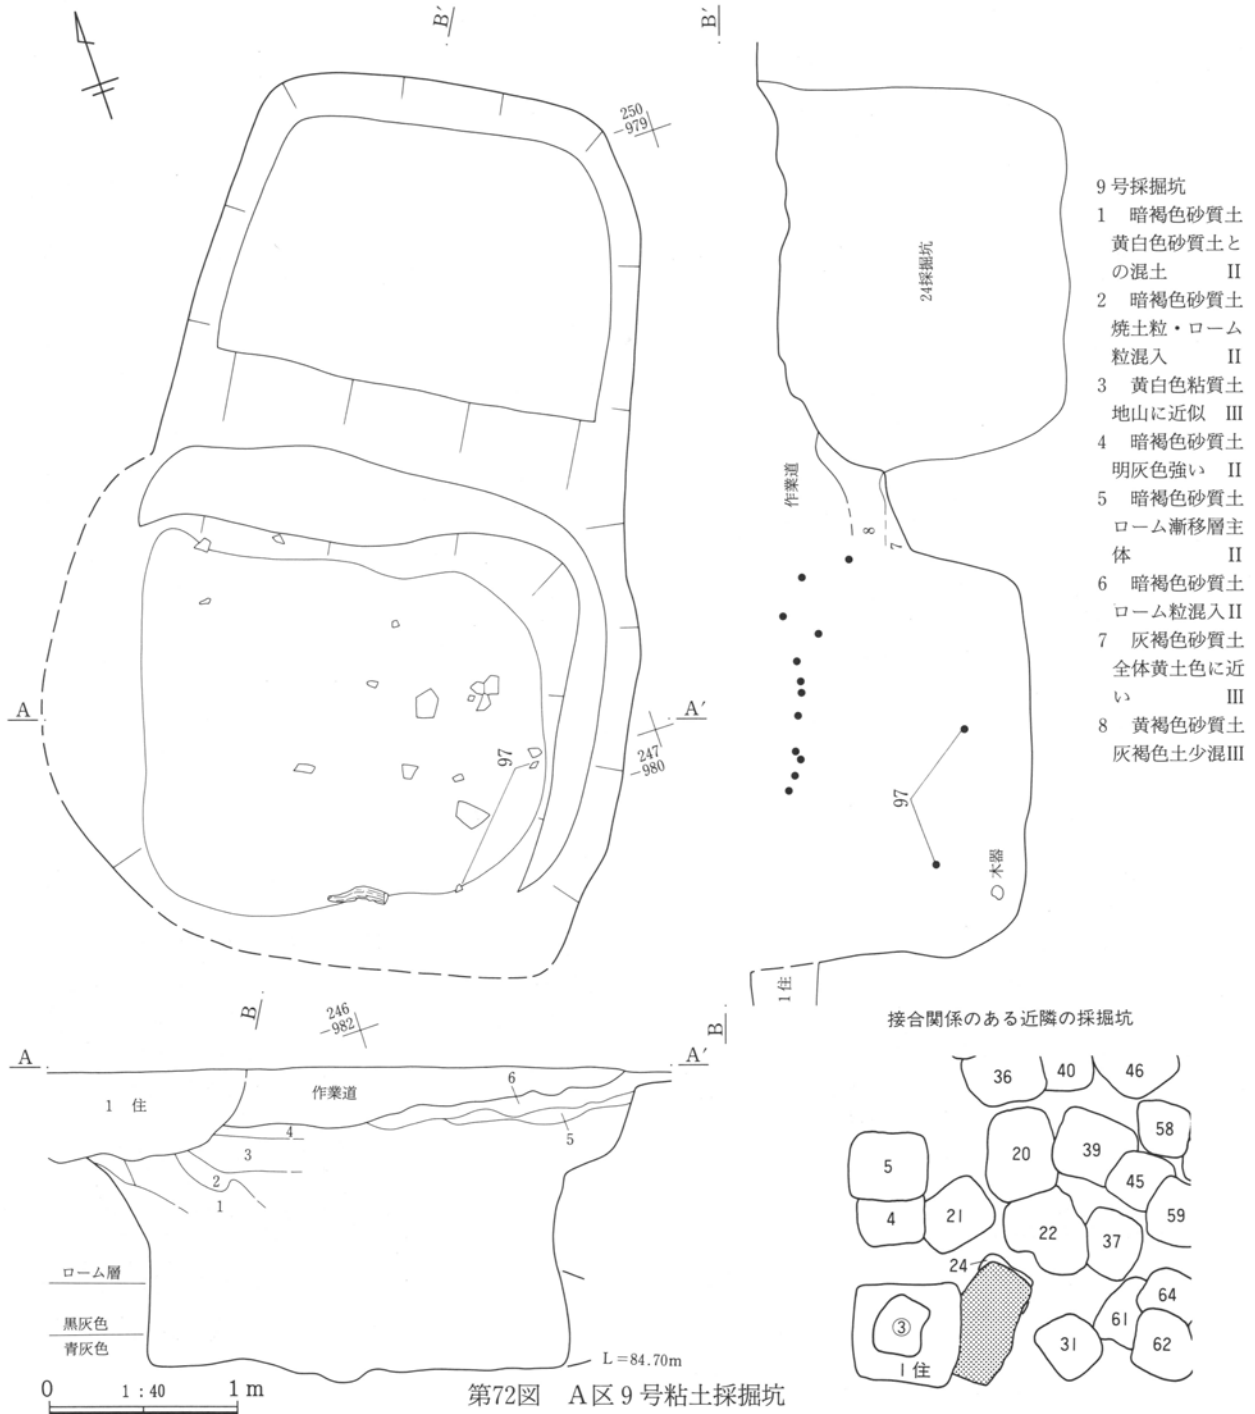 B′
B′
250
-979
24採掘坑
9号採掘坑
1 暗褐色砂質土
黄白色砂質土と
の混土 II
2 暗褐色砂質土
焼土粒・ローム
粒混入 II
3 黄白色粘質土
地山に近似 III
4 暗褐色砂質土
明灰色強い II
5 暗褐色砂質土
ローム漸移層主
体 II
6 暗褐色砂質土
ローム粒混入II
7 灰褐色砂質土
全体黄土色に近
い III
8 黄褐色砂質土
灰褐色土少混III
作業道
8
7
A
A′
247
-980
97
97
木器
1住
B
246
-982
B
A
A′
1 住
作業道
6
5
4
3
2
1
ローム層
黒灰色
青灰色
L=84.70m
0 1:40 1m
第72図 A区9号粘土採掘坑
接合関係のある近隣の採掘坑
36
40
46
58
5
20
39
45
4
21
22
37
59
24
64
61
③
31
62
1住